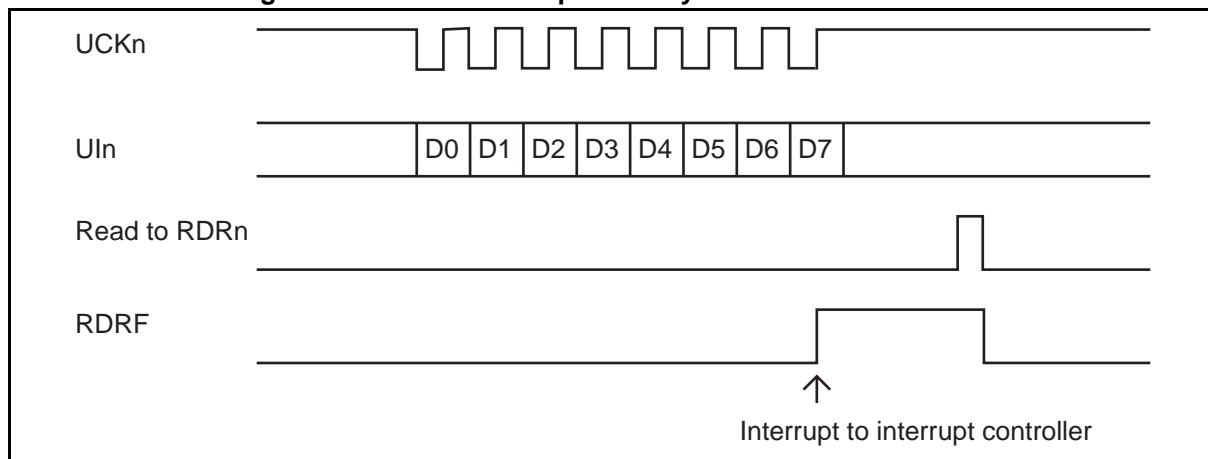 UCKn
UIn
D0 D1 D2 D3 D4 D5 D6 D7
Read to RDRn
RDRF
Interrupt to interrupt controller